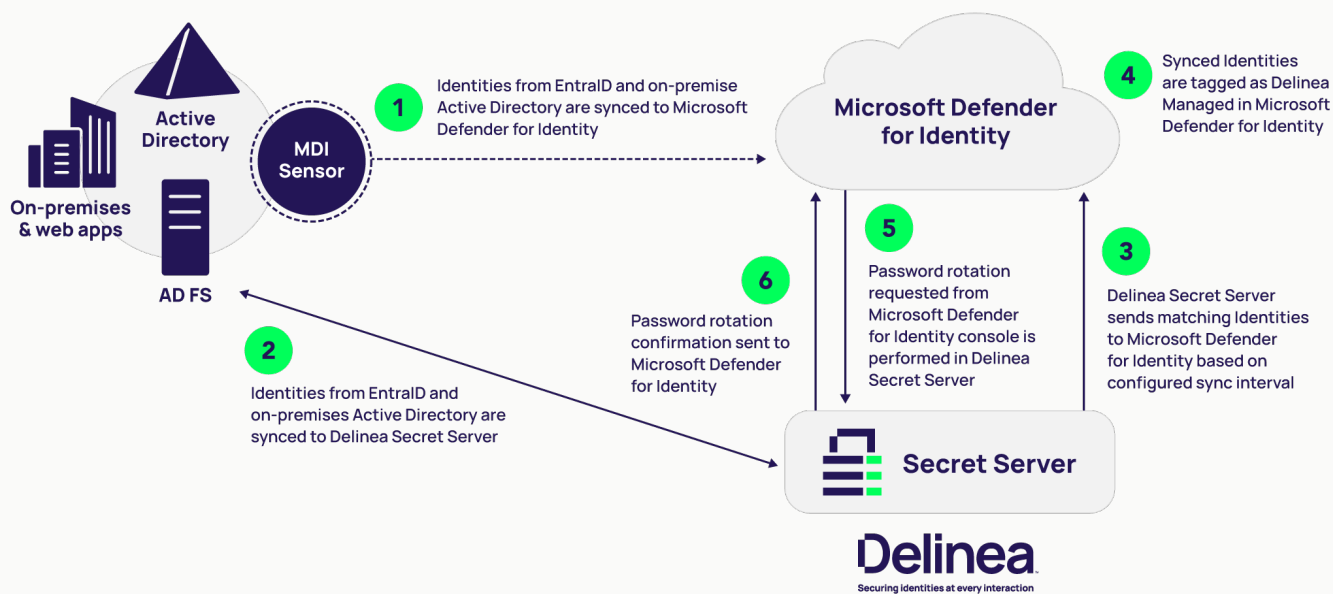 Active
Directory
MDI
Sensor
On-premises
& web apps
AD FS
1
Identities from EntraID and on-premise
Active Directory are synced to Microsoft
Defender for Identity
2
Identities from EntraID and
on-premises Active Directory are
synced to Delinea Secret Server
Microsoft Defender
for Identity
3
Delinea Secret Server
sends matching Identities
to Microsoft Defender
for Identity based on
configured sync interval
4
Synced Identities
are tagged as Delinea
Managed in Microsoft
Defender for Identity
5
Password rotation
requested from
Microsoft Defender
for Identity console is
performed in Delinea
Secret Server
6
Password rotation
confirmation sent to
Microsoft Defender
for Identity
Secret Server
Delinea
Securing identities at every interaction